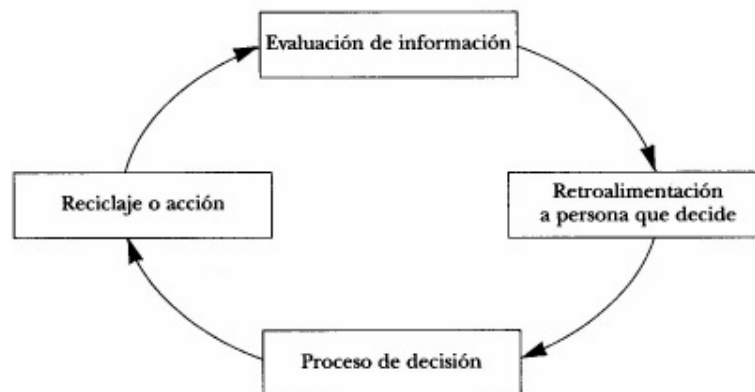 Evaluación de información
Reciclaje o acción
Retroalimentación
a persona que decide
Proceso de decisión